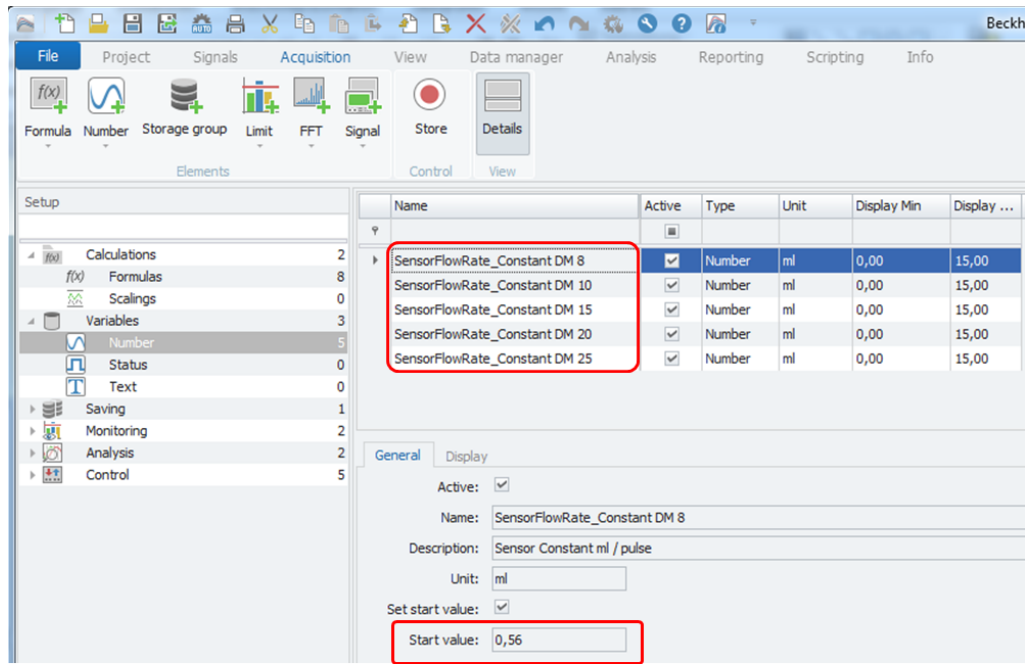 AUTO
Beckh
File Project Signals Acquisition View Data manager Analysis Reporting Scripting Info
f(x)
Formula Number Storage group Limit FFT Signal Store Details
Elements Control View
Setup
Name Active Type Unit Display Min Display ...
f(x) Calculations 2
SensorFlowRate_Constant DM 8 Number ml 0,00 15,00
f(x) Formulas 8
SensorFlowRate_Constant DM 10 Number ml 0,00 15,00
Scalings 0
SensorFlowRate_Constant DM 15 Number ml 0,00 15,00
Variables 3
SensorFlowRate_Constant DM 20 Number ml 0,00 15,00
Number 5
SensorFlowRate_Constant DM 25 Number ml 0,00 15,00
Status 0
T Text 0
Saving 1
Monitoring 2
Analysis 2
Control 5
General Display
Active:
Name: SensorFlowRate_Constant DM 8
Description: Sensor Constant ml / pulse
Unit: ml
Set start value:
Start value: 0,56